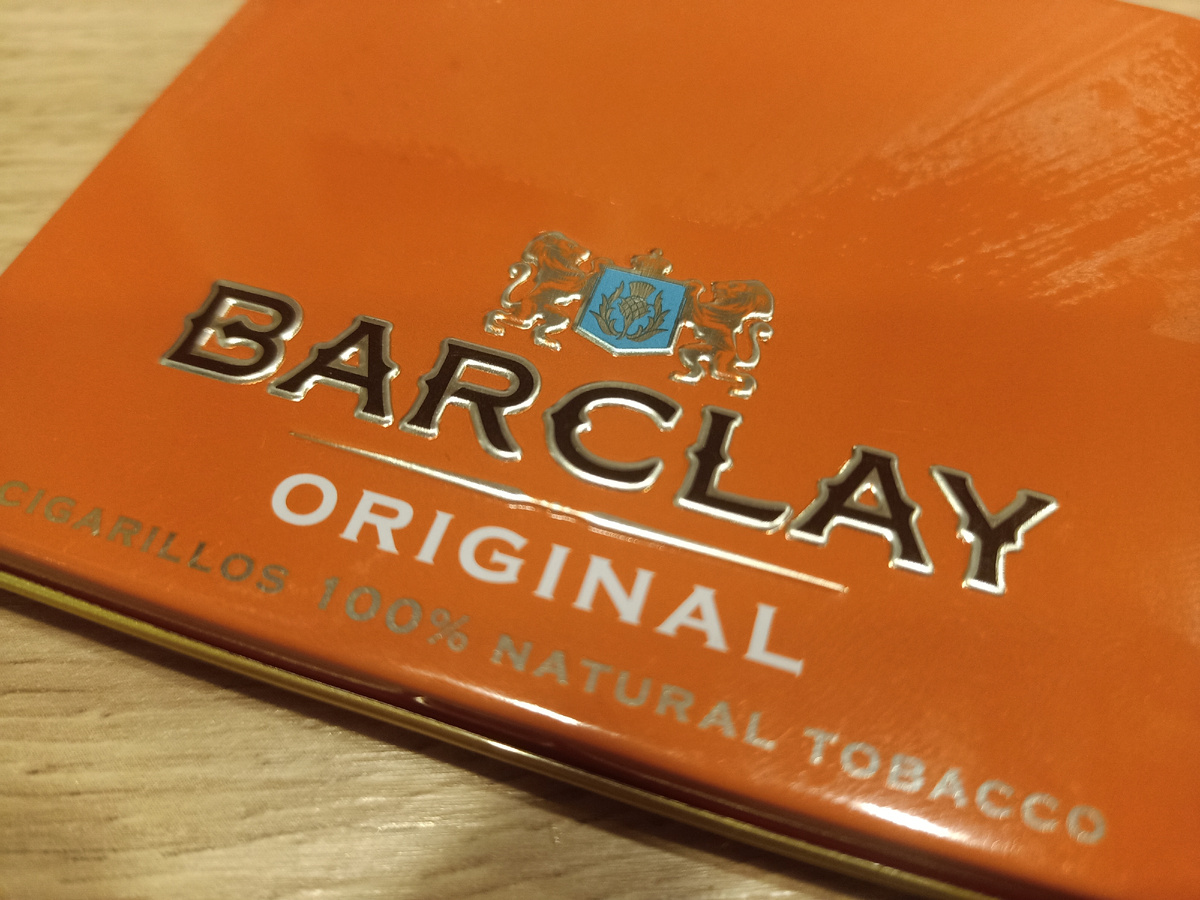 BARCLAY
ORIGINAL
CIGARILLOS 100% NATURAL TOBACCO